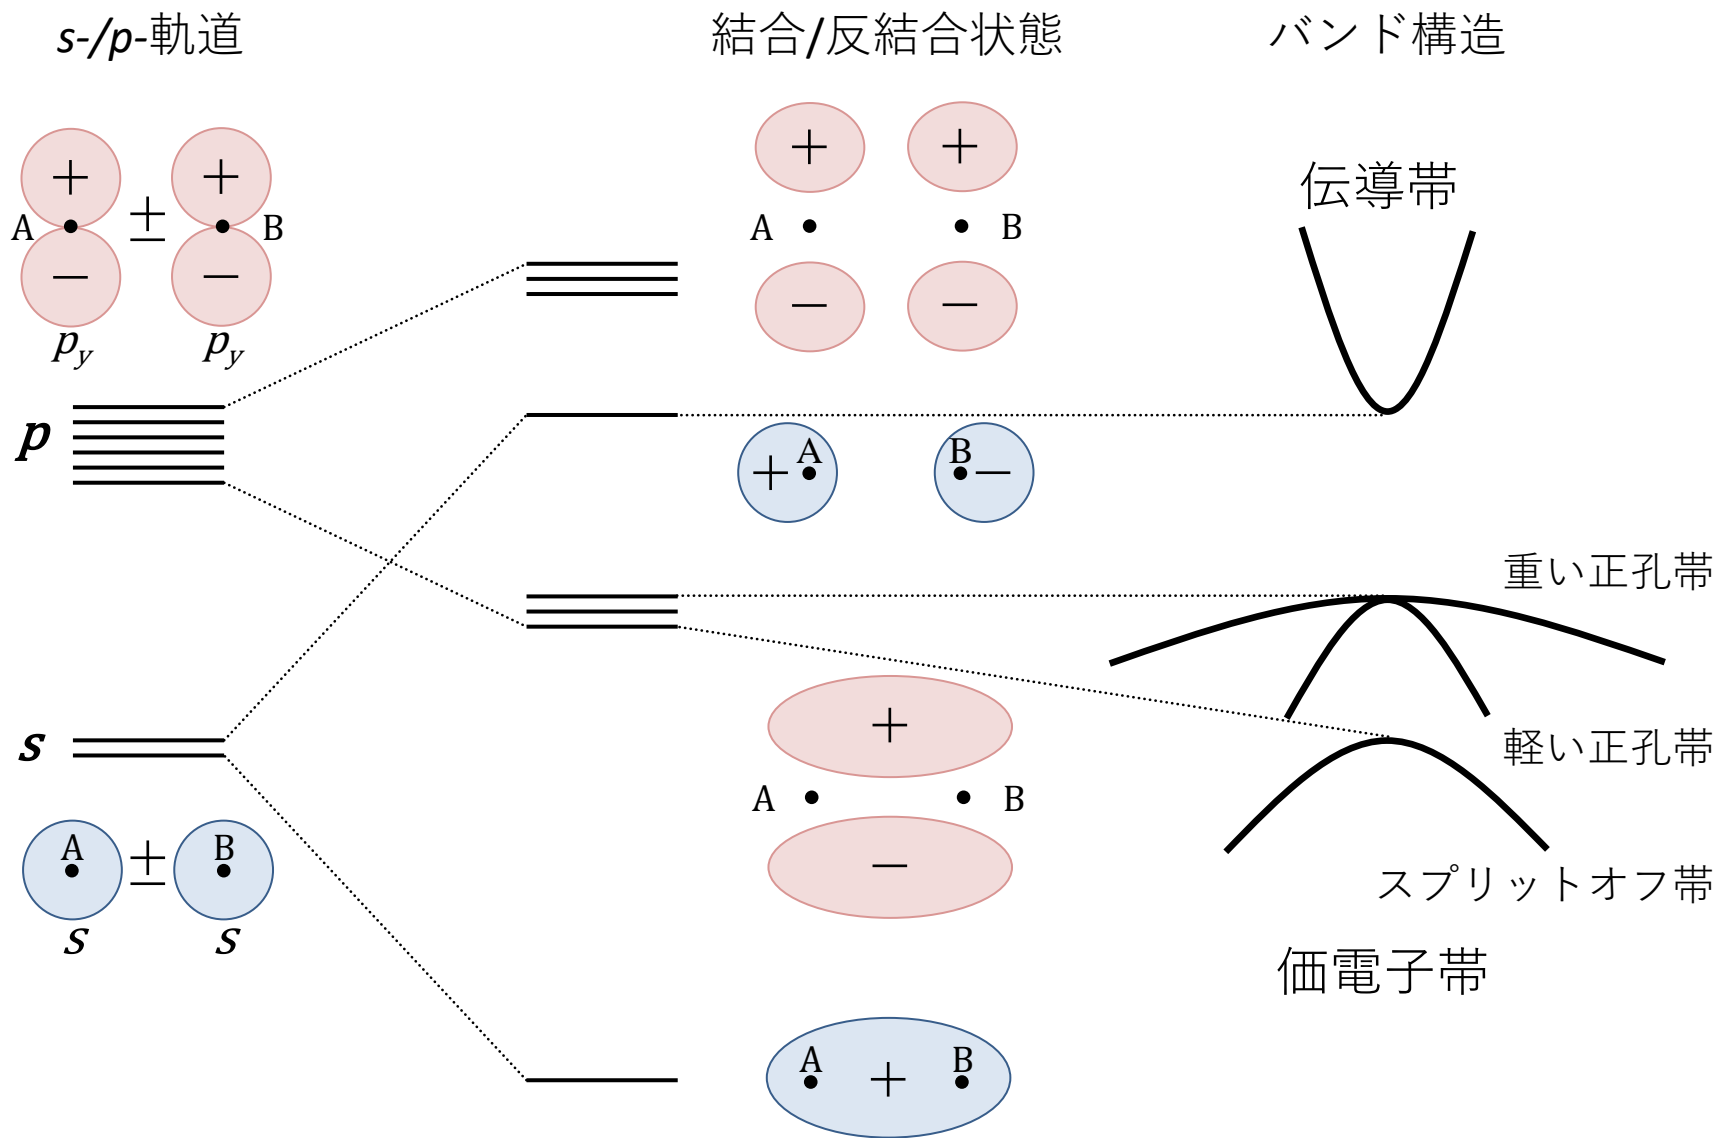 s-/p-軌道
結合/反結合状態
バンド構造
+ ± +
A B
− −
p_y p_y
p
s
A ± B
s s
+ +
A B
− −
+ A B −
+
A B
−
A + B
伝導帯
重い正孔帯
軽い正孔帯
スプリットオフ帯
価電子帯